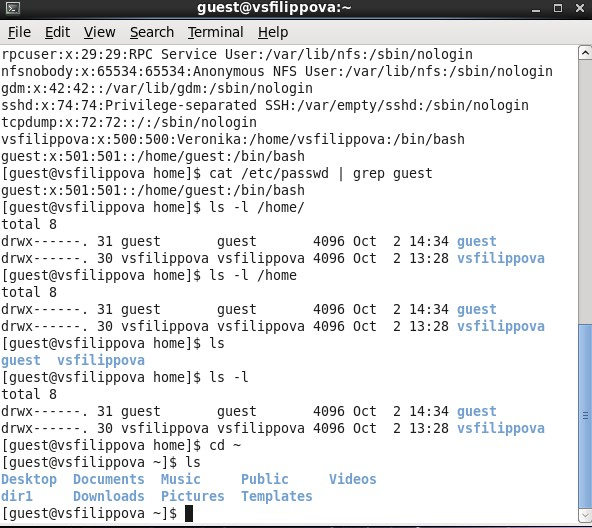 guest@vsfilippova:~
File Edit View Search Terminal Help
rpcuser:x:29:29:RPC Service User:/var/lib/nfs:/sbin/nologin
nfsnobody:x:65534:65534:Anonymous NFS User:/var/lib/nfs:/sbin/nologin
gdm:x:42:42::/var/lib/gdm:/sbin/nologin
sshd:x:74:74:Privilege-separated SSH:/var/empty/sshd:/sbin/nologin
tcpdump:x:72:72::/:/sbin/nologin
vsfilippova:x:500:500:Veronika:/home/vsfilippova:/bin/bash
guest:x:501:501::/home/guest:/bin/bash
[guest@vsfilippova home]$ cat /etc/passwd | grep guest
guest:x:501:501::/home/guest:/bin/bash
[guest@vsfilippova home]$ ls -l /home/
total 8
drwx------. 31 guest       guest       4096 Oct  2 14:34 guest
drwx------. 30 vsfilippova vsfilippova 4096 Oct  2 13:28 vsfilippova
[guest@vsfilippova home]$ ls -l /home
total 8
drwx------. 31 guest       guest       4096 Oct  2 14:34 guest
drwx------. 30 vsfilippova vsfilippova 4096 Oct  2 13:28 vsfilippova
[guest@vsfilippova home]$ ls
guest  vsfilippova
[guest@vsfilippova home]$ ls -l
total 8
drwx------. 31 guest       guest       4096 Oct  2 14:34 guest
drwx------. 30 vsfilippova vsfilippova 4096 Oct  2 13:28 vsfilippova
[guest@vsfilippova home]$ cd ~
[guest@vsfilippova ~]$ ls
Desktop  Documents  Music     Public     Videos
dir1     Downloads  Pictures  Templates
[guest@vsfilippova ~]$